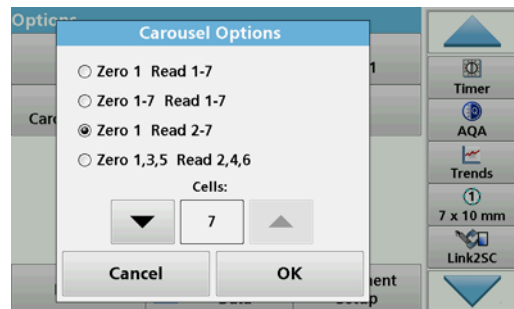 Options
Carousel Options
Zero 1 Read 1-7
Zero 1-7 Read 1-7
Zero 1 Read 2-7
Zero 1,3,5 Read 2,4,6
Cells:
7
Cancel
OK
1
Timer
AQA
Trends
1
7 x 10 mm
Link2SC